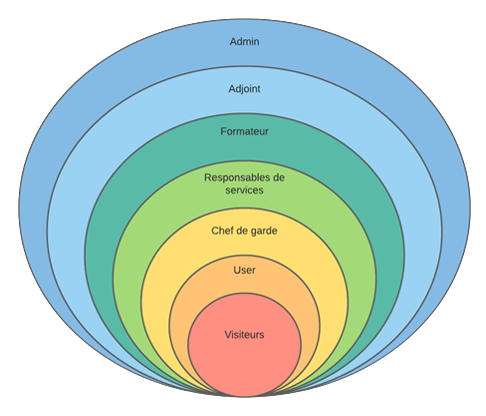 Admin
Adjoint
Formateur
Responsables de
services
Chef de garde
User
Visiteurs